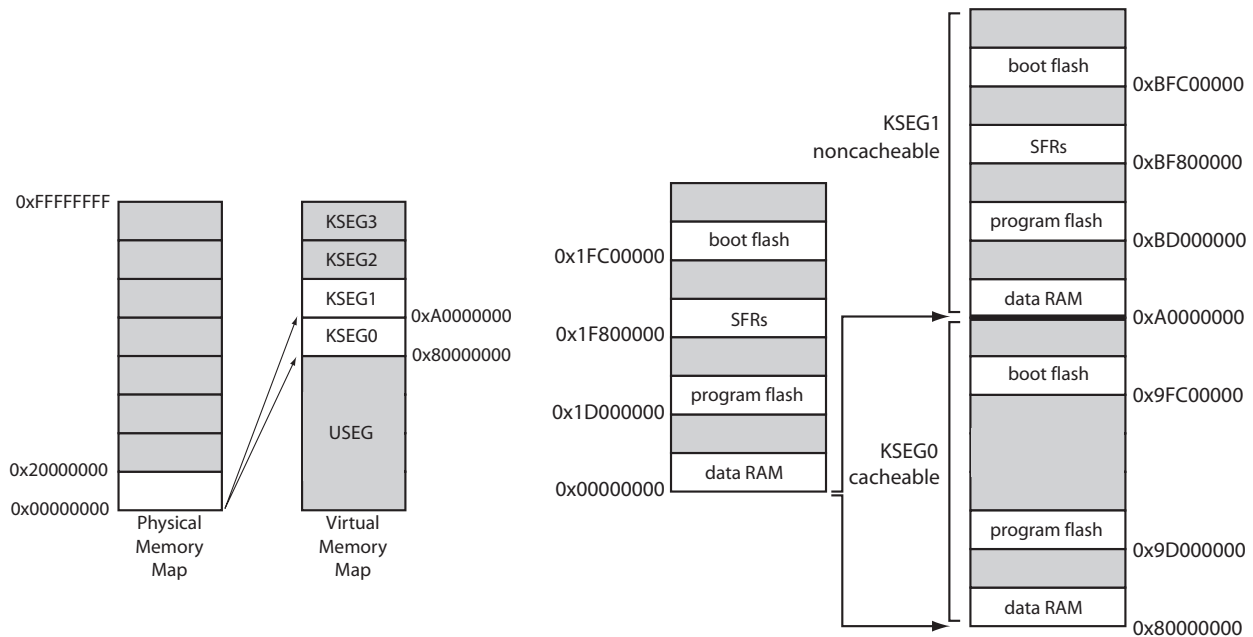 0xFFFFFFFF
0x20000000
0x00000000
Physical
Memory
Map
KSEG3
KSEG2
KSEG1
KSEG0
USEG
0xA0000000
0x80000000
Virtual
Memory
Map
boot flash
0x1FC00000
SFRs
0x1F800000
program flash
0x1D000000
data RAM
0x00000000
KSEG1
noncacheable
boot flash
0xBFC00000
SFRs
0xBF800000
program flash
0xBD000000
data RAM
0xA0000000
KSEG0
cacheable
boot flash
0x9FC00000
program flash
0x9D000000
data RAM
0x80000000